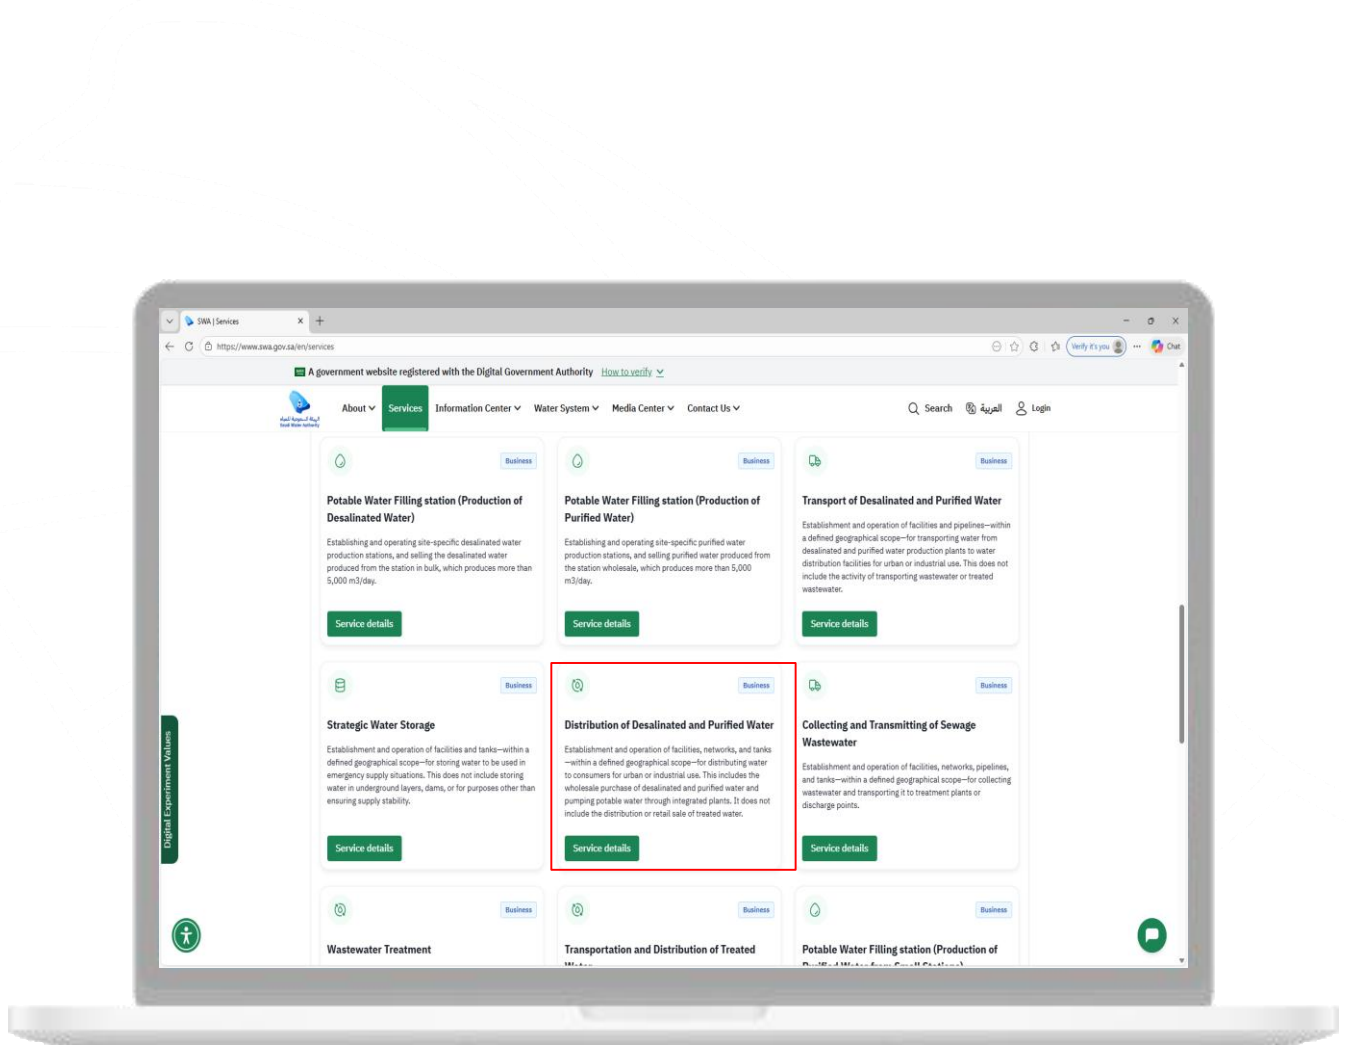 SWA | Services
https://www.swa.gov.sa/en/services
Verify it's you
Chat
A government website registered with the Digital Government Authority How to verify
الهيئة السعودية للمياه
Saudi Water Authority
About
Services
Information Center
Water System
Media Center
Contact Us
Search
العربية
Login
Business
Potable Water Filling station (Production of
Desalinated Water)
Establishing and operating site-specific desalinated water
production stations, and selling the desalinated water
produced from the station in bulk, which produces more than
5,000 m3/day.
Service details
Business
Potable Water Filling station (Production of
Purified Water)
Establishing and operating site-specific purified water
production stations, and selling purified water produced from
the station wholesale, which produces more than 5,000
m3/day.
Service details
Business
Transport of Desalinated and Purified Water
Establishment and operation of facilities and pipelines—within
a defined geographical scope—for transporting water from
desalinated and purified water production plants to water
distribution facilities for urban or industrial use. This does not
include the activity of transporting wastewater or treated
wastewater.
Service details
Business
Strategic Water Storage
Establishment and operation of facilities and tanks—within a
defined geographical scope—for storing water to be used in
emergency supply situations. This does not include storing
water in underground layers, dams, or for purposes other than
ensuring supply stability.
Service details
Business
Distribution of Desalinated and Purified Water
Establishment and operation of facilities, networks, and tanks
—within a defined geographical scope—for distributing water
to consumers for urban or industrial use. This includes the
wholesale purchase of desalinated and purified water and
pumping potable water through integrated plants. It does not
include the distribution or retail sale of treated water.
Service details
Business
Collecting and Transmitting of Sewage
Wastewater
Establishment and operation of facilities, networks, pipelines,
and tanks—within a defined geographical scope—for collecting
wastewater and transporting it to treatment plants or
discharge points.
Service details
Digital Experiment Values
Business
Wastewater Treatment
Business
Transportation and Distribution of Treated
Water
Business
Potable Water Filling station (Production of
Purified Water from Small Stations)